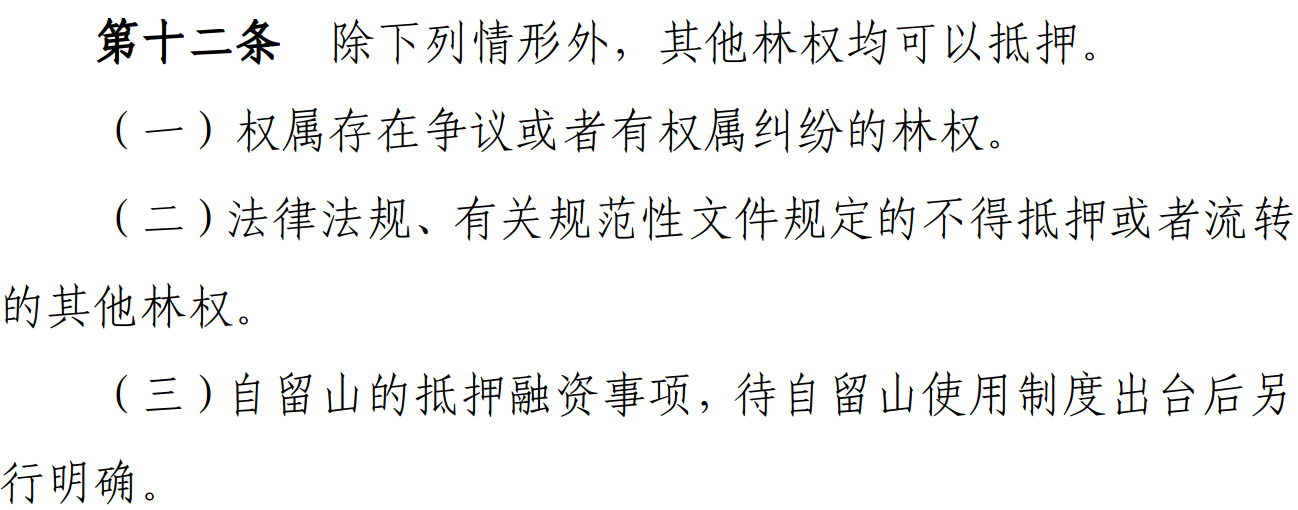 第十二条 除下列情形外，其他林权均可以抵押。
（一）权属存在争议或者有权属纠纷的林权。
（二）法律法规、有关规范性文件规定的不得抵押或者流转
的其他林权。
（三）自留山的抵押融资事项，待自留山使用制度出台后另
行明确。